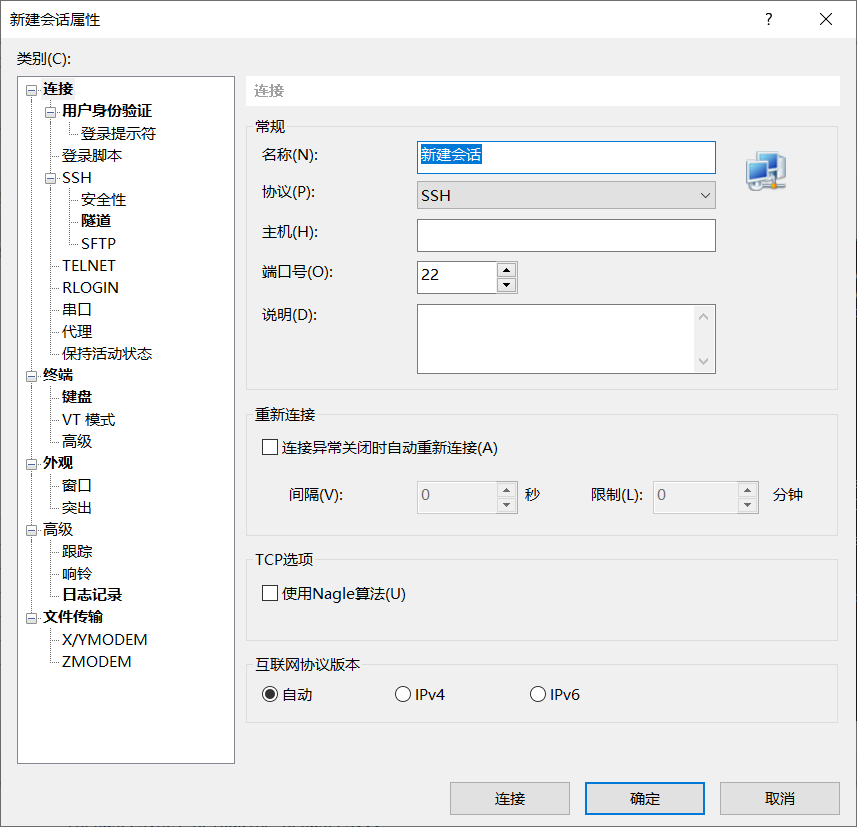 新建会话属性
?
类别(C):
连接
用户身份验证
登录提示符
登录脚本
SSH
安全性
隧道
SFTP
TELNET
RLOGIN
串口
代理
保持活动状态
终端
键盘
VT 模式
高级
外观
窗口
突出
高级
跟踪
响铃
日志记录
文件传输
X/YMODEM
ZMODEM
连接
常规
名称(N): 新建会话
协议(P): SSH
主机(H):
端口号(O): 22
说明(D):
重新连接
连接异常关闭时自动重新连接(A)
间隔(V): 0 秒 限制(L): 0 分钟
TCP选项
使用Nagle算法(U)
互联网协议版本
自动 IPv4 IPv6
连接 确定 取消